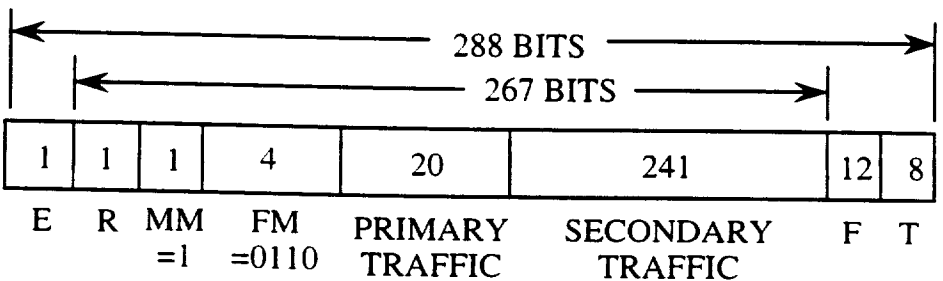 288 BITS
267 BITS
1 1 1 4 20 241 12 8
E R MM FM PRIMARY SECONDARY F T
=1 =0110 TRAFFIC TRAFFIC